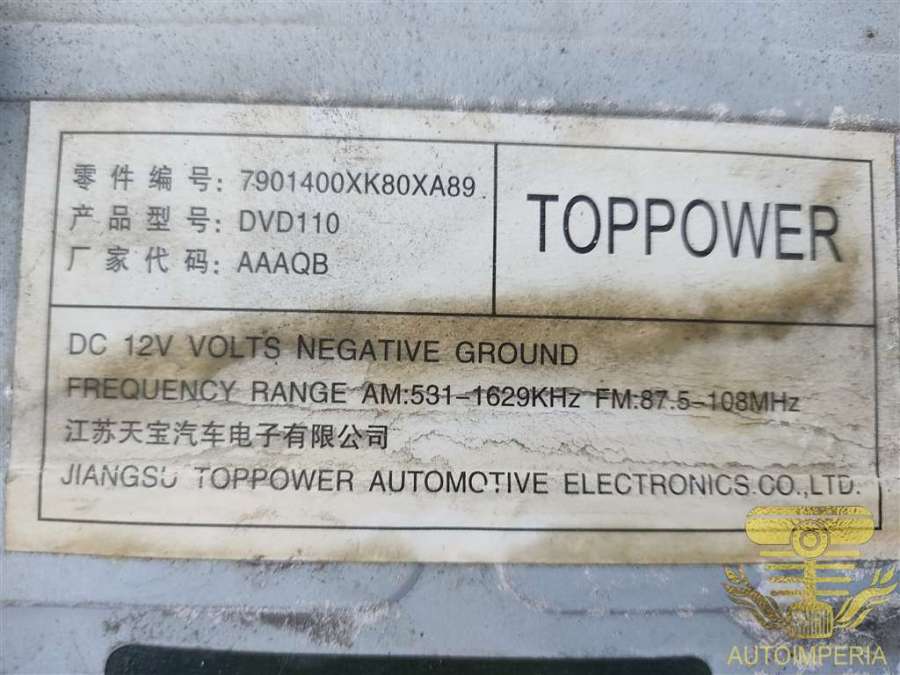 零件编号: 7901400XK80XA89
产品型号: DVD110
厂家代码: AAAQB
TOPPOWER
DC 12V VOLTS NEGATIVE GROUND
FREQUENCY RANGE AM:531-1629KHz FM:87.5-108MHz
江苏天宝汽车电子有限公司
JIANGSU TOPPOWER AUTOMOTIVE ELECTRONICS.CO.,LTD.
AUTOIMPERIA